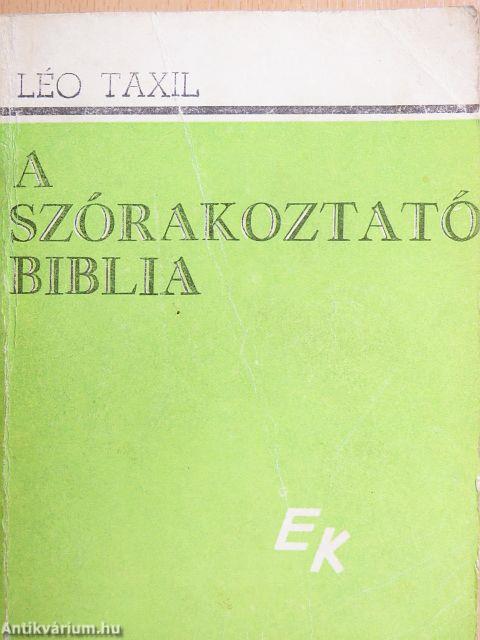 LÉO TAXIL
A
SZÓRAKOZTATÓ
BIBLIA
EK
Antikvárium.hu